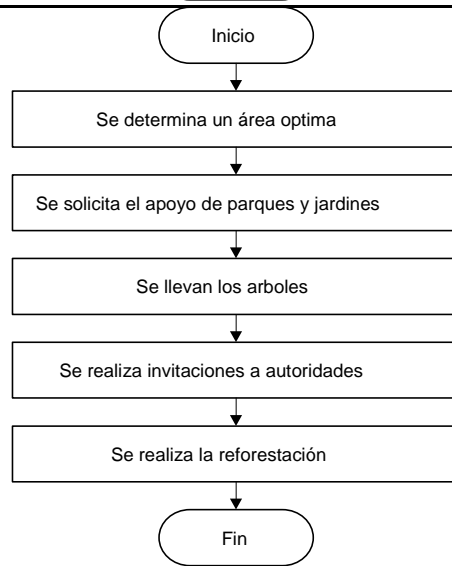 Inicio
Se determina un área optima
Se solicita el apoyo de parques y jardines
Se llevan los arboles
Se realiza invitaciones a autoridades
Se realiza la reforestación
Fin